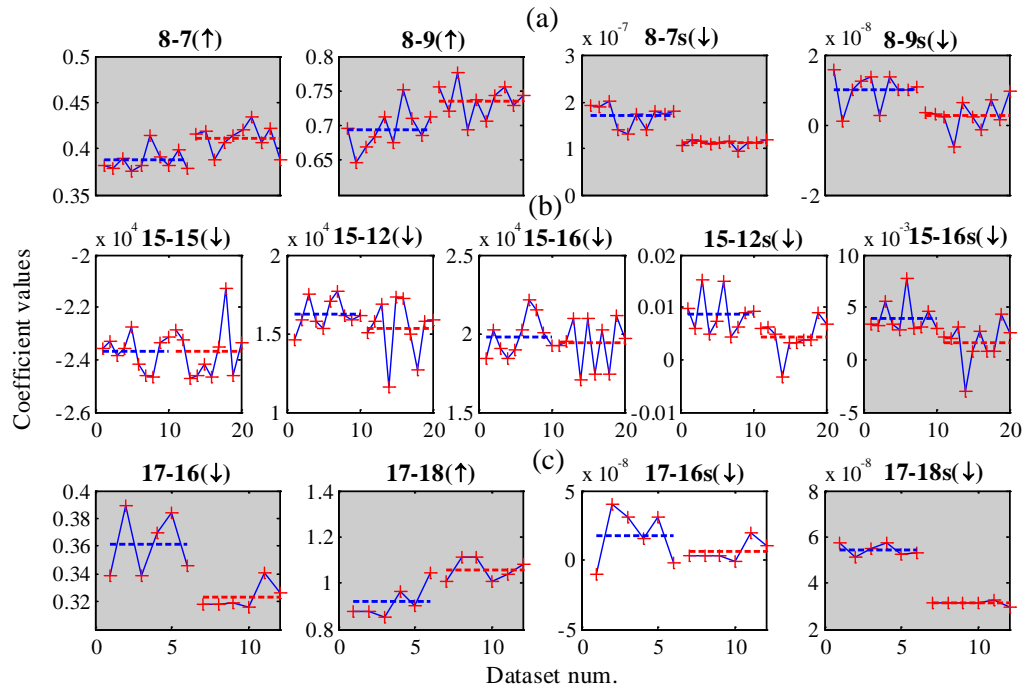 (a)
8-7(↑) 8-9(↑) 8-7s(↓) 8-9s(↓)
x 10-7 x 10-8
0.5 0.8 3 2
0.45 0.75 2
0.4 0.7 1 0
0.35 0.65 0 -2
(b)
x 10⁴ 15-15(↓) x 10⁴ 15-12(↓) x 10⁴ 15-16(↓) 15-12s(↓) x 10-3 15-16s(↓)
-2 2 2.5 0.02 10
-2.2 0.01 5
-2.4 1.5 2 0 0
-2.6 1 1.5 -0.01 -5
0 10 20 0 10 20 0 10 20 0 10 20 0 10 20
Coefficient values
(c)
17-16(↓) 17-18(↑) x 10-8 17-16s(↓) x 10-8 17-18s(↓)
0.4 1.4 5 8
0.38 1.2 6
0.36 0
0.34 1 4
0.32 0.8 -5 2
0 5 10 0 5 10 0 5 10 0 5 10
Dataset num.